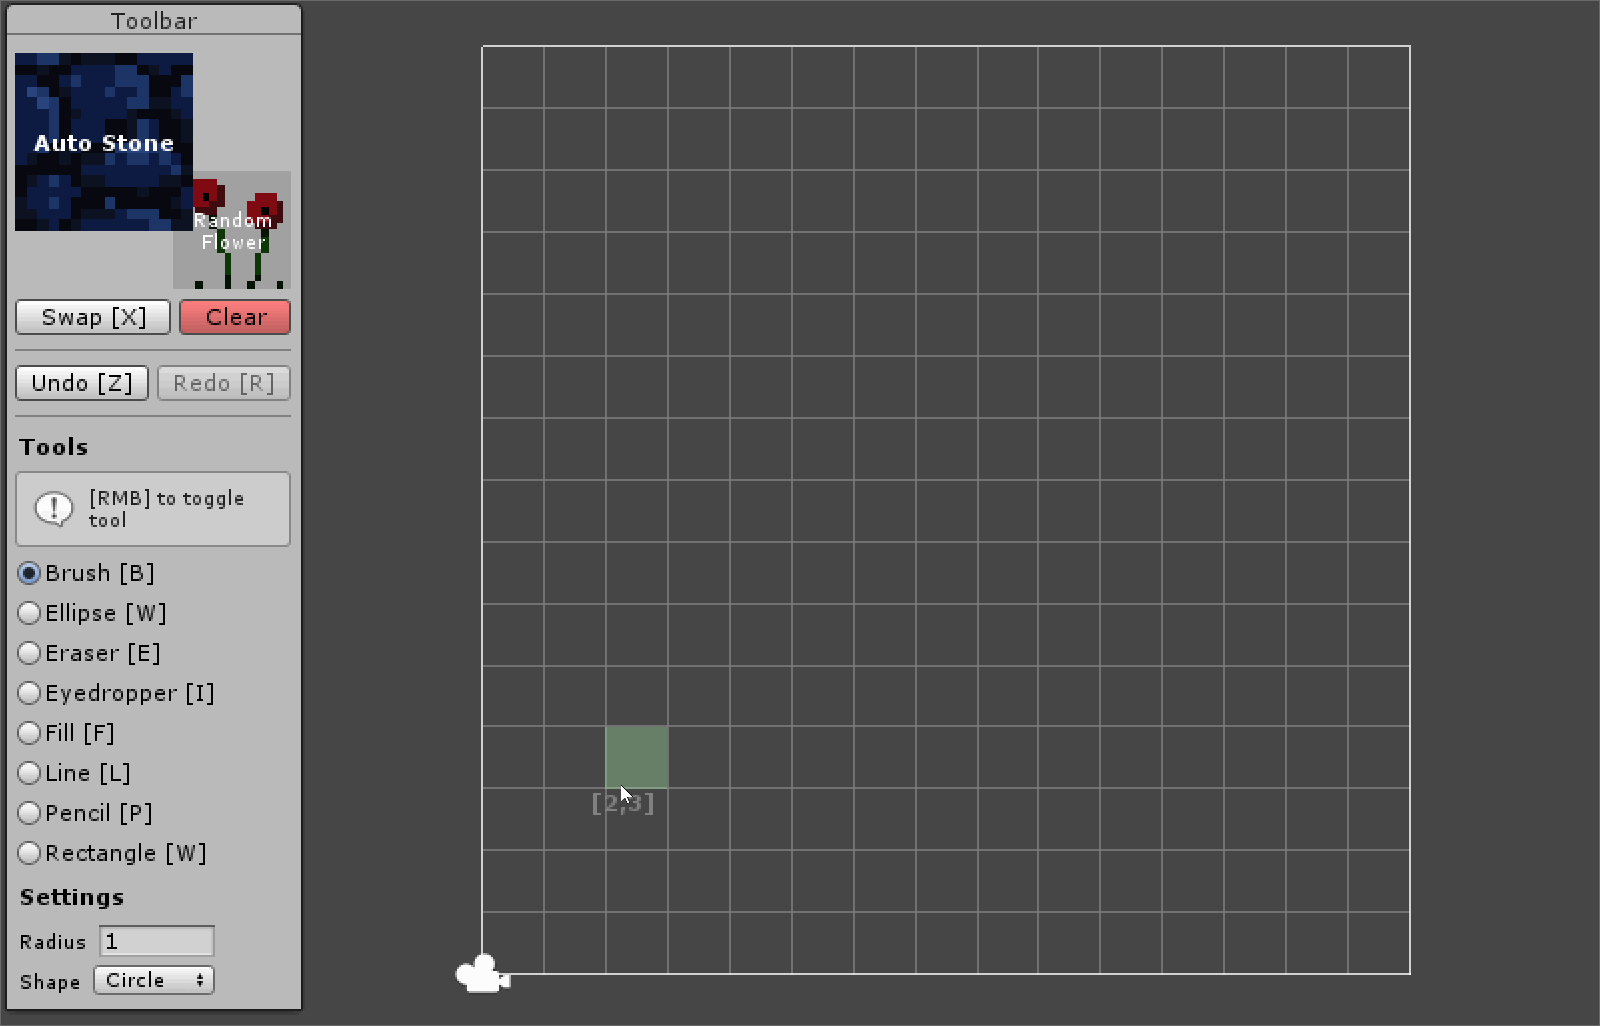 Toolbar
Auto Stone
Random
Flower
Swap [X]
Clear
Undo [Z]
Redo [R]
Tools
[RMB] to toggle
tool
Brush [B]
Ellipse [W]
Eraser [E]
Eyedropper [I]
Fill [F]
Line [L]
Pencil [P]
Rectangle [W]
Settings
Radius 1
Shape Circle
[2,3]